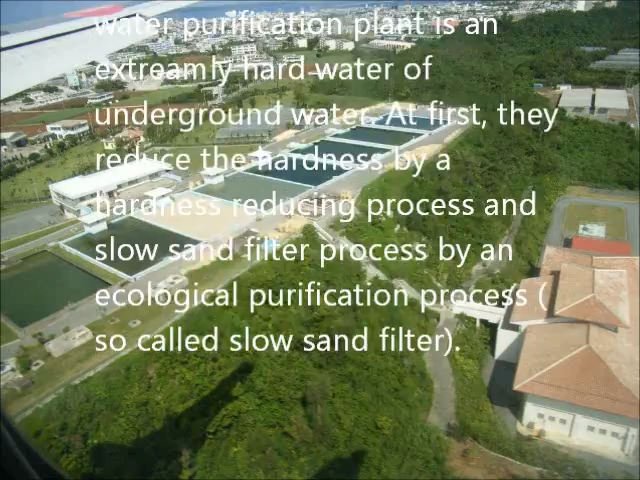 water purification plant is an
extreamly hard water of
underground water. At first, they
reduce the hardness by a
hardness reducing process and
slow sand filter process by an
ecological purification process (
so called slow sand filter).